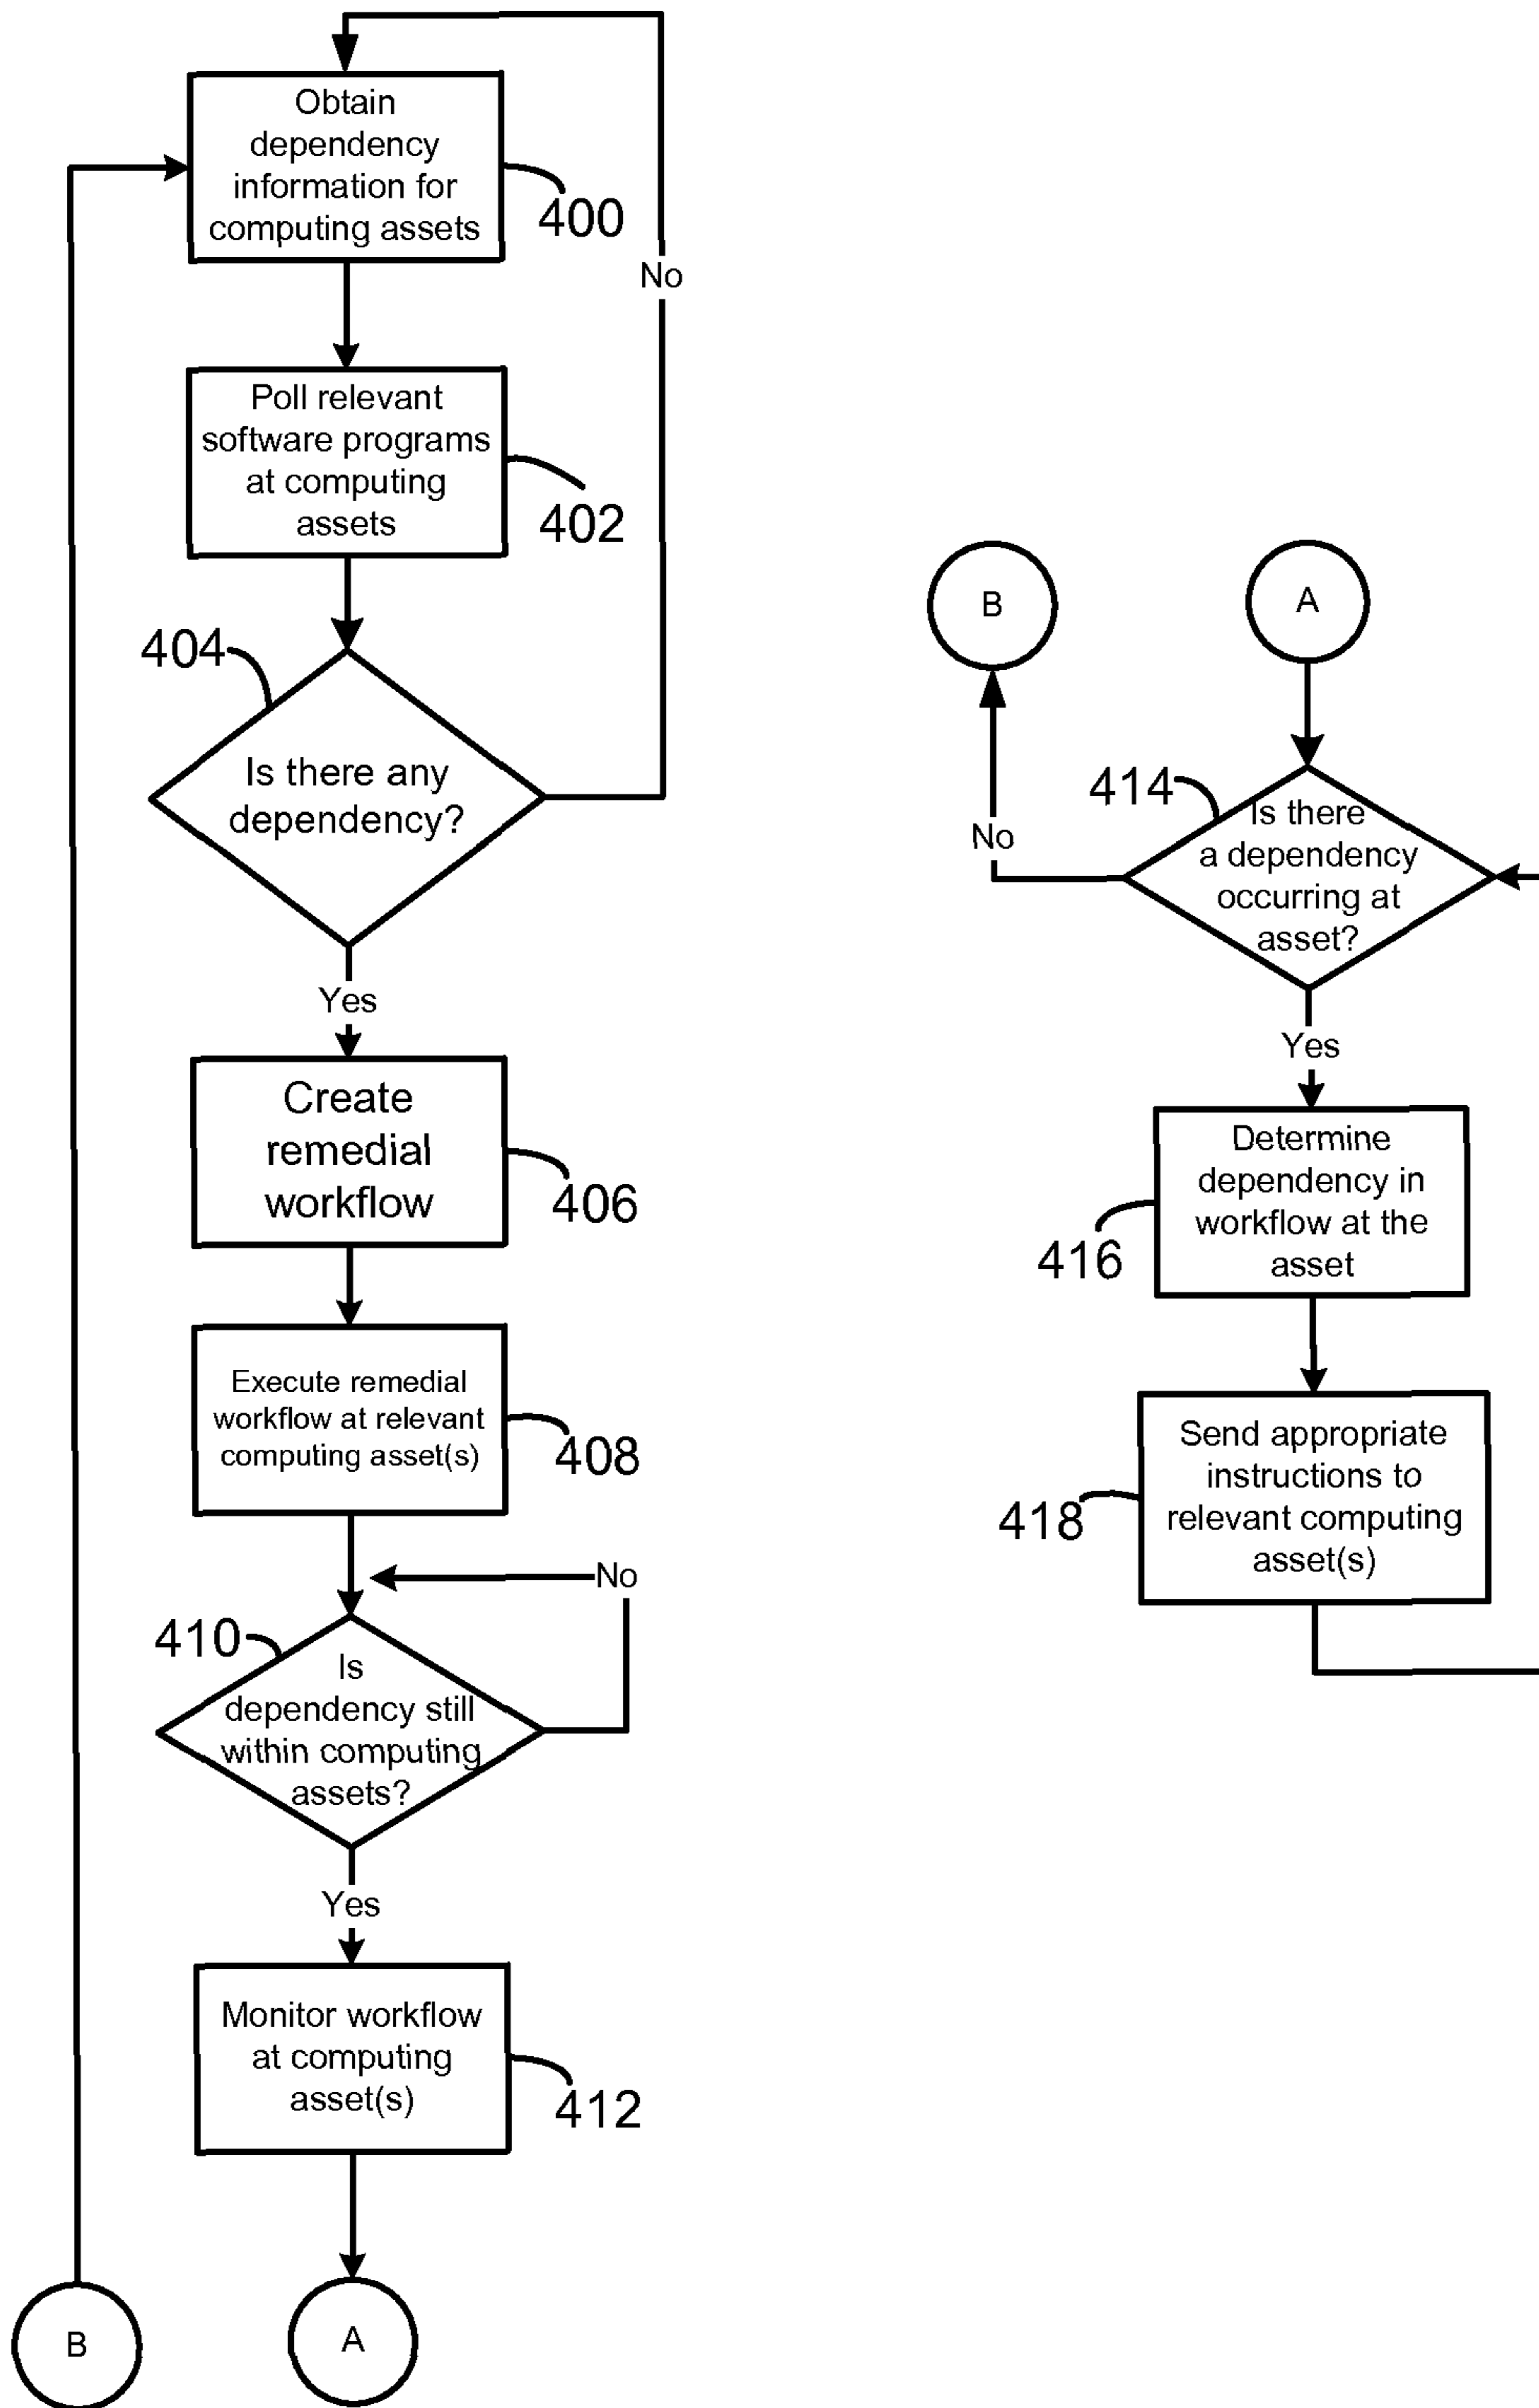 Obtain
dependency
information for
computing assets
400
No
Poll relevant
software programs
at computing
assets
402
404
Is there any
dependency?
Yes
Create
remedial
workflow
406
Execute remedial
workflow at relevant
computing asset(s)
408
No
410
Is
dependency still
within computing
assets?
Yes
Monitor workflow
at computing
asset(s)
412
B
A
B
A
414
Is there
a dependency
occurring at
asset?
No
Yes
Determine
dependency in
workflow at the
asset
416
Send appropriate
instructions to
relevant computing
asset(s)
418